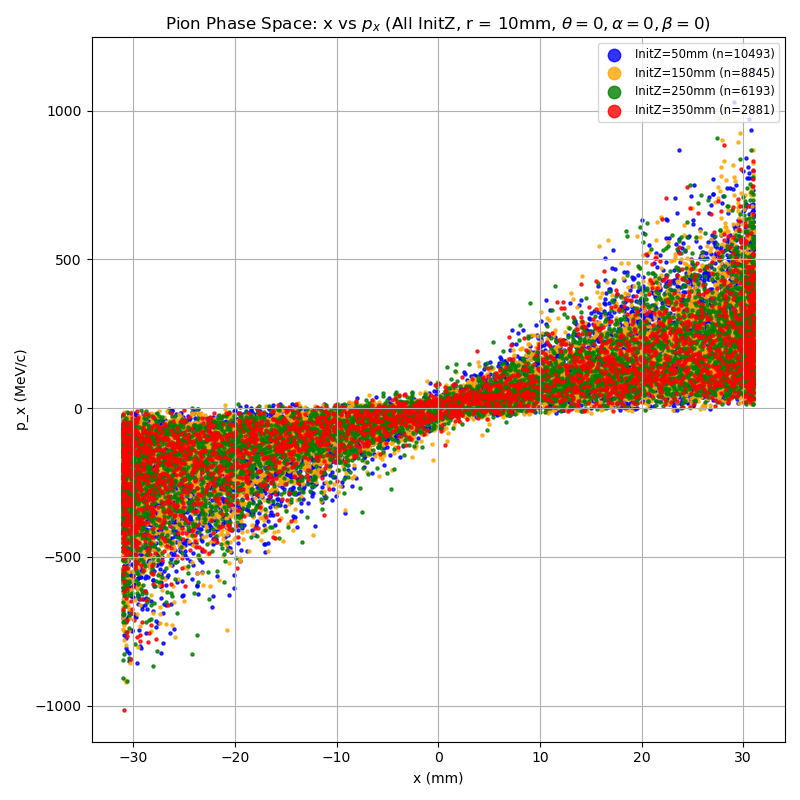 Pion Phase Space: x vs pₓ (All InitZ, r = 10mm, θ = 0, α = 0, β = 0)
InitZ=50mm (n=10493)
InitZ=150mm (n=8845)
InitZ=250mm (n=6193)
InitZ=350mm (n=2881)
p_x (MeV/c)
1000
500
0
−500
−1000
−30 −20 −10 0 10 20 30
x (mm)